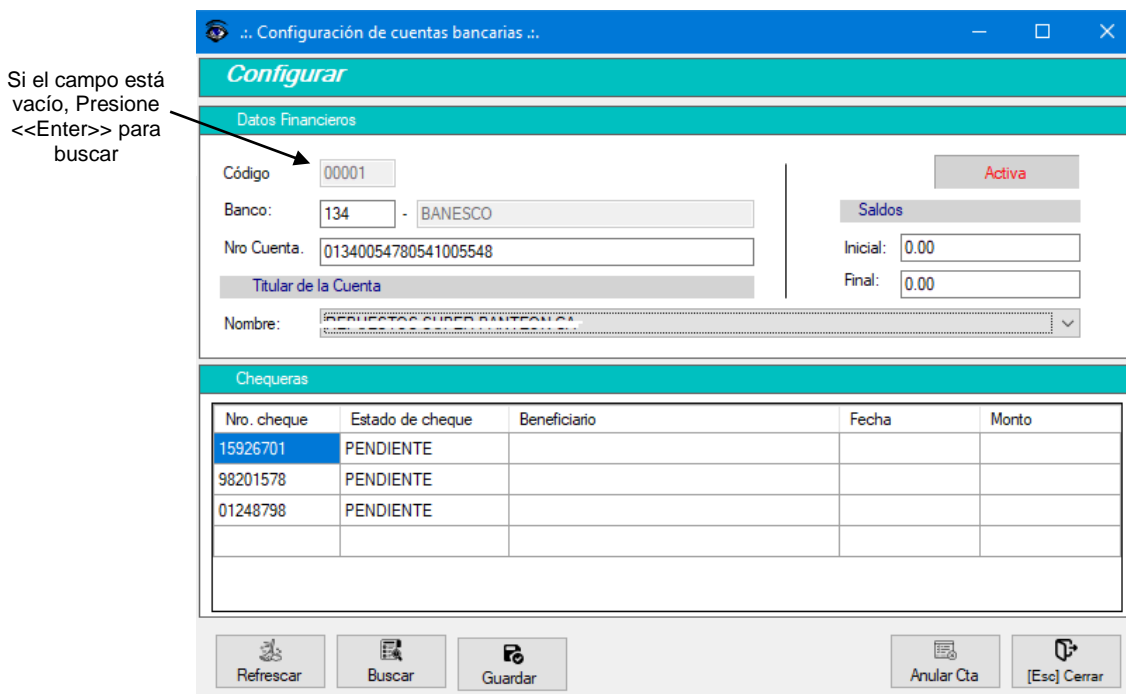 .:. Configuración de cuentas bancarias .:.
Configurar
Si el campo está
vacío, Presione
<<Enter>> para
buscar
Datos Financieros
Código 00001 Activa
Banco: 134 - BANESCO Saldos
Nro Cuenta. 01340054780541005548 Inicial: 0.00
Titular de la Cuenta Final: 0.00
Nombre:
Chequeras
Nro. cheque Estado de cheque Beneficiario Fecha Monto
15926701 PENDIENTE
98201578 PENDIENTE
01248798 PENDIENTE
Refrescar Buscar Guardar Anular Cta [Esc] Cerrar